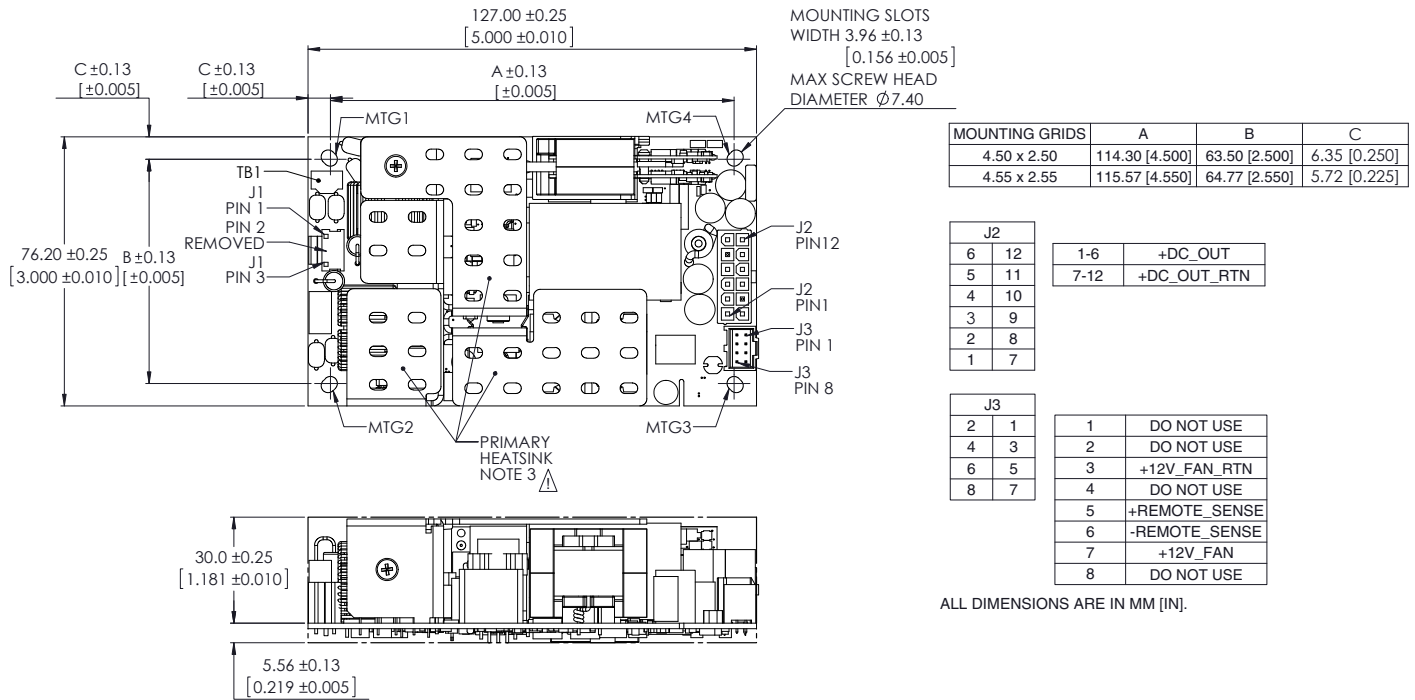 127.00 ±0.25
[5.000 ±0.010]
MOUNTING SLOTS
WIDTH 3.96 ±0.13
[0.156 ±0.005]
MAX SCREW HEAD
DIAMETER Ø7.40
C ±0.13
[±0.005]
C ±0.13
[±0.005]
A ±0.13
[±0.005]
MTG1
MTG4
TB1
J1
PIN 1
PIN 2
REMOVED
J1
PIN 3
76.20 ±0.25
[3.000 ±0.010]
B ±0.13
[±0.005]
J2
PIN12
J2
PIN1
J3
PIN 1
J3
PIN 8
MTG2
MTG3
PRIMARY
HEATSINK
NOTE 3 !
30.0 ±0.25
[1.181 ±0.010]
5.56 ±0.13
[0.219 ±0.005]
MOUNTING GRIDS A B C
4.50 x 2.50 114.30 [4.500] 63.50 [2.500] 6.35 [0.250]
4.55 x 2.55 115.57 [4.550] 64.77 [2.550] 5.72 [0.225]
J2
6 12
5 11
4 10
3 9
2 8
1 7
1-6 +DC_OUT
7-12 +DC_OUT_RTN
J3
2 1
4 3
6 5
8 7
1 DO NOT USE
2 DO NOT USE
3 +12V_FAN_RTN
4 DO NOT USE
5 +REMOTE_SENSE
6 -REMOTE_SENSE
7 +12V_FAN
8 DO NOT USE
ALL DIMENSIONS ARE IN MM [IN].